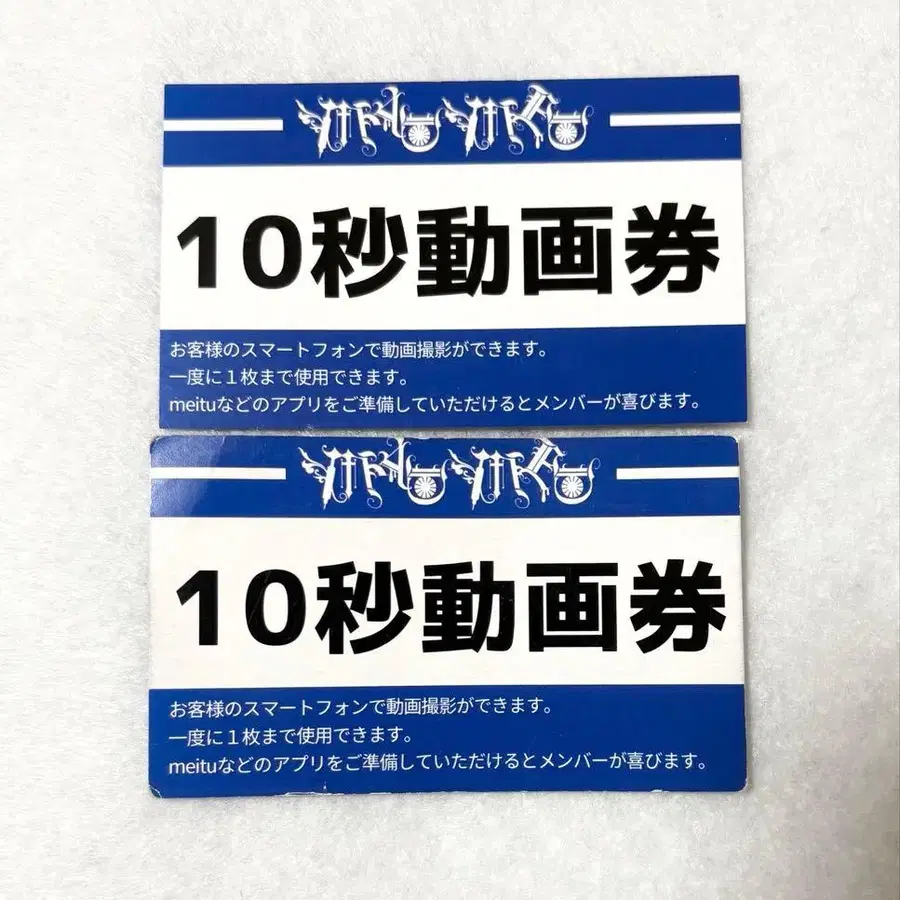 10秒動画券
お客様のスマートフォンで動画撮影ができます。
一度に１枚まで使用できます。
meituなどのアプリをご準備していただけるとメンバーが喜びます。
10秒動画券
お客様のスマートフォンで動画撮影ができます。
一度に１枚まで使用できます。
meituなどのアプリをご準備していただけるとメンバーが喜びます。